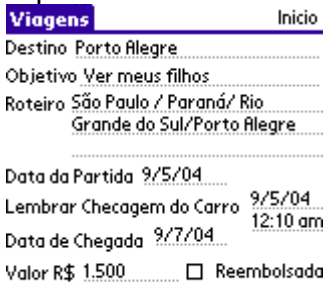 Viagens Inicio
Destino Porto Alegre
Objetivo Ver meus filhos
Roteiro São Paulo / Paraná/ Rio
Grande do Sul/Porto Alegre
Data da Partida 9/5/04
Lembrar Checagem do Carro 9/5/04
12:10 am
Data de Chegada 9/7/04
Valor R$ 1.500 Reembolsada